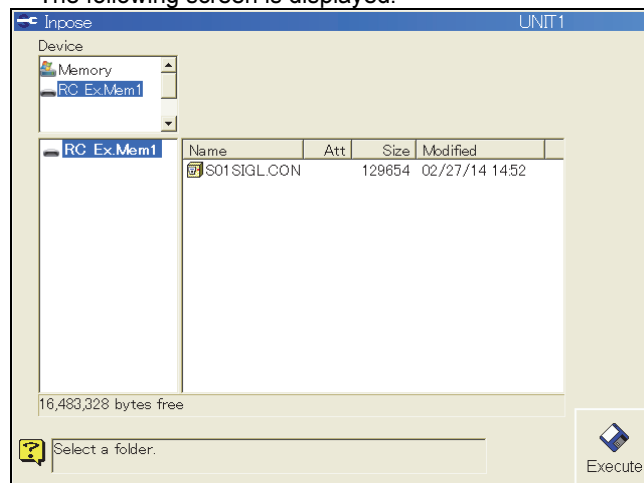 The following screen is displayed.
Inpose UNIT1
Device
Memory
RC Ex.Mem1
RC Ex.Mem1
Name Att Size Modified
S01SIGL.CON 129654 02/27/14 14:52
16,483,328 bytes free
Select a folder.
Execute